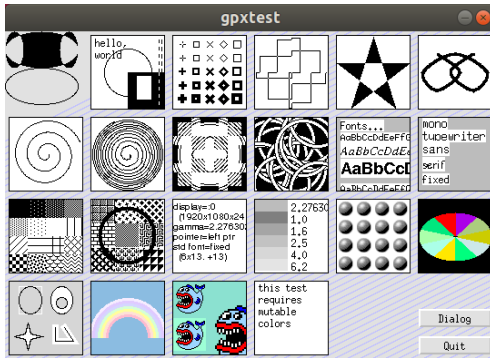 gpxtest
hello,
world
Fonts...
AaBbCcDdEeFfG
AaBbCcDdEeFfG
AaBbCcD
AaBbCcDdEeFfG
mono
typewriter
sans
serif
fixed
display=:0
(1920x1080x24
gamma=2.27630
pointer=left ptr
std font=fixed
(6x13, +13)
2.27630
1.0
1.6
2.5
4.0
6.2
this test
requires
mutable
colors
Dialog
Quit